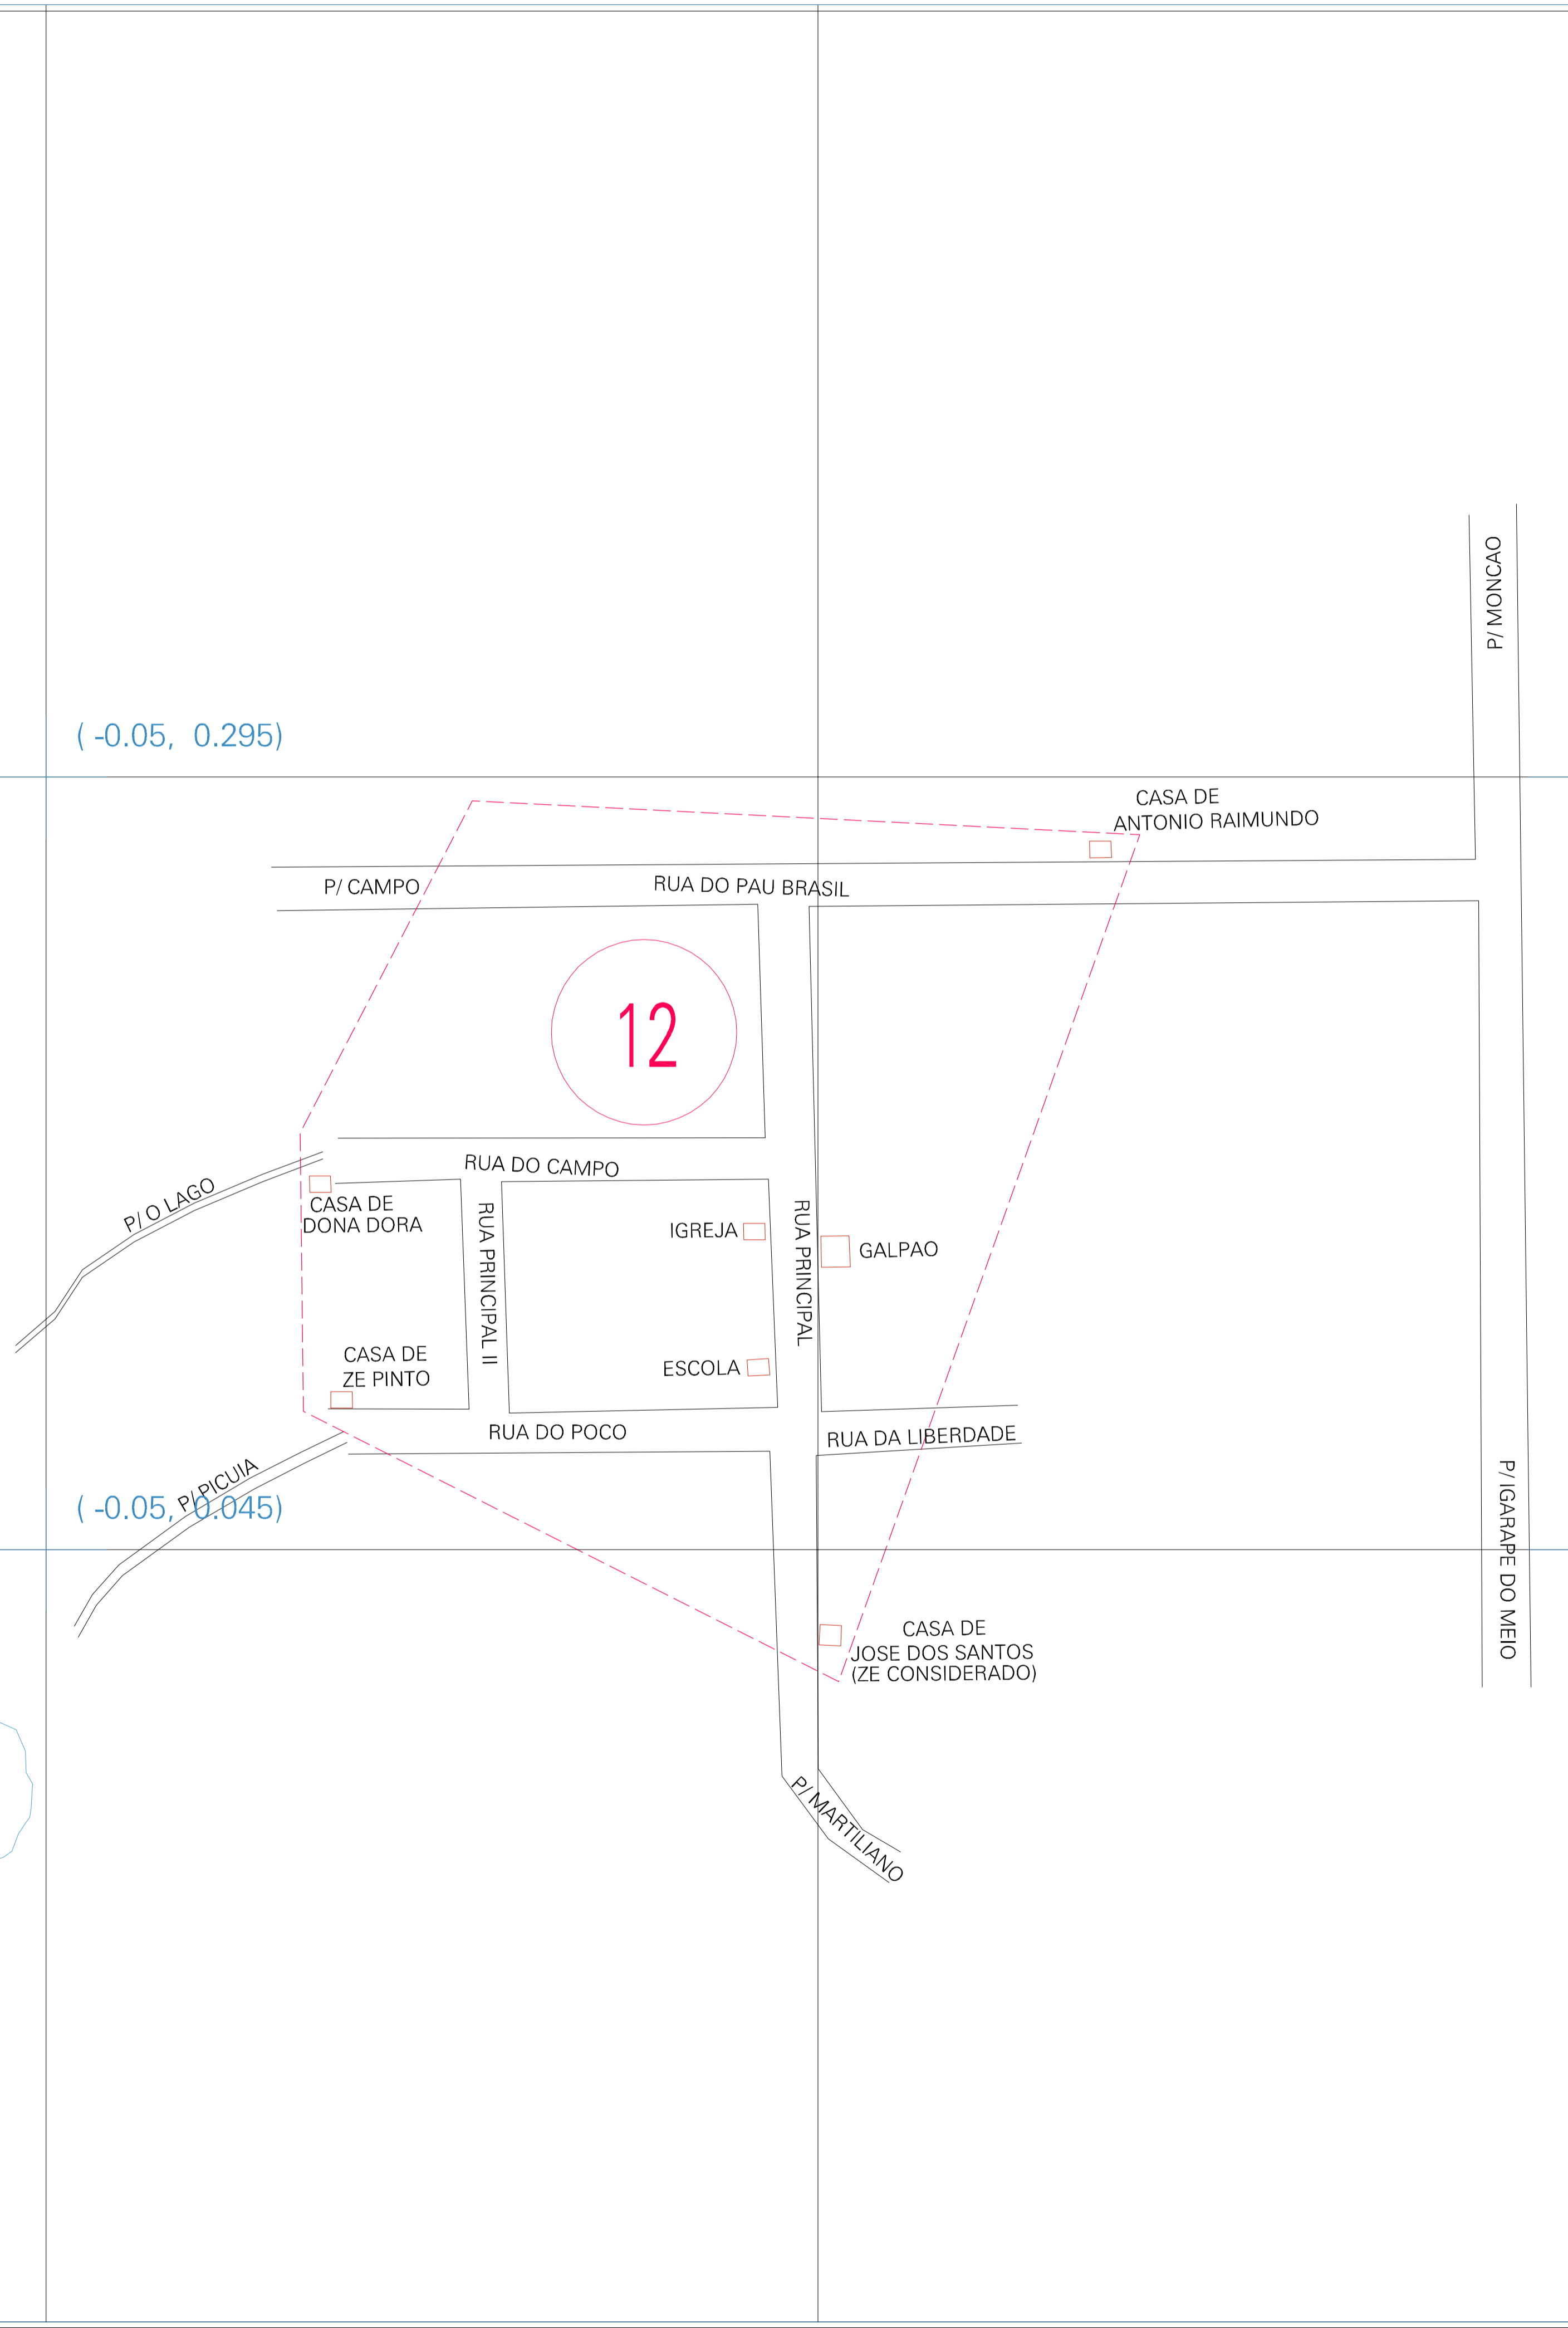 P/ MONCAO
( -0.05, 0.295)
CASA DE
ANTONIO RAIMUNDO
P/ CAMPO
RUA DO PAU BRASIL
12
RUA DO CAMPO
P/ O LAGO
CASA DE
DONA DORA
RUA PRINCIPAL II
IGREJA
RUA PRINCIPAL
GALPAO
CASA DE
ZE PINTO
ESCOLA
RUA DO POCO
RUA DA LIBERDADE
P/ PICUIA
( -0.05, 0.045)
P/ IGARAPE DO MEIO
CASA DE
JOSE DOS SANTOS
(ZE CONSIDERADO)
P/ MARTILIANO